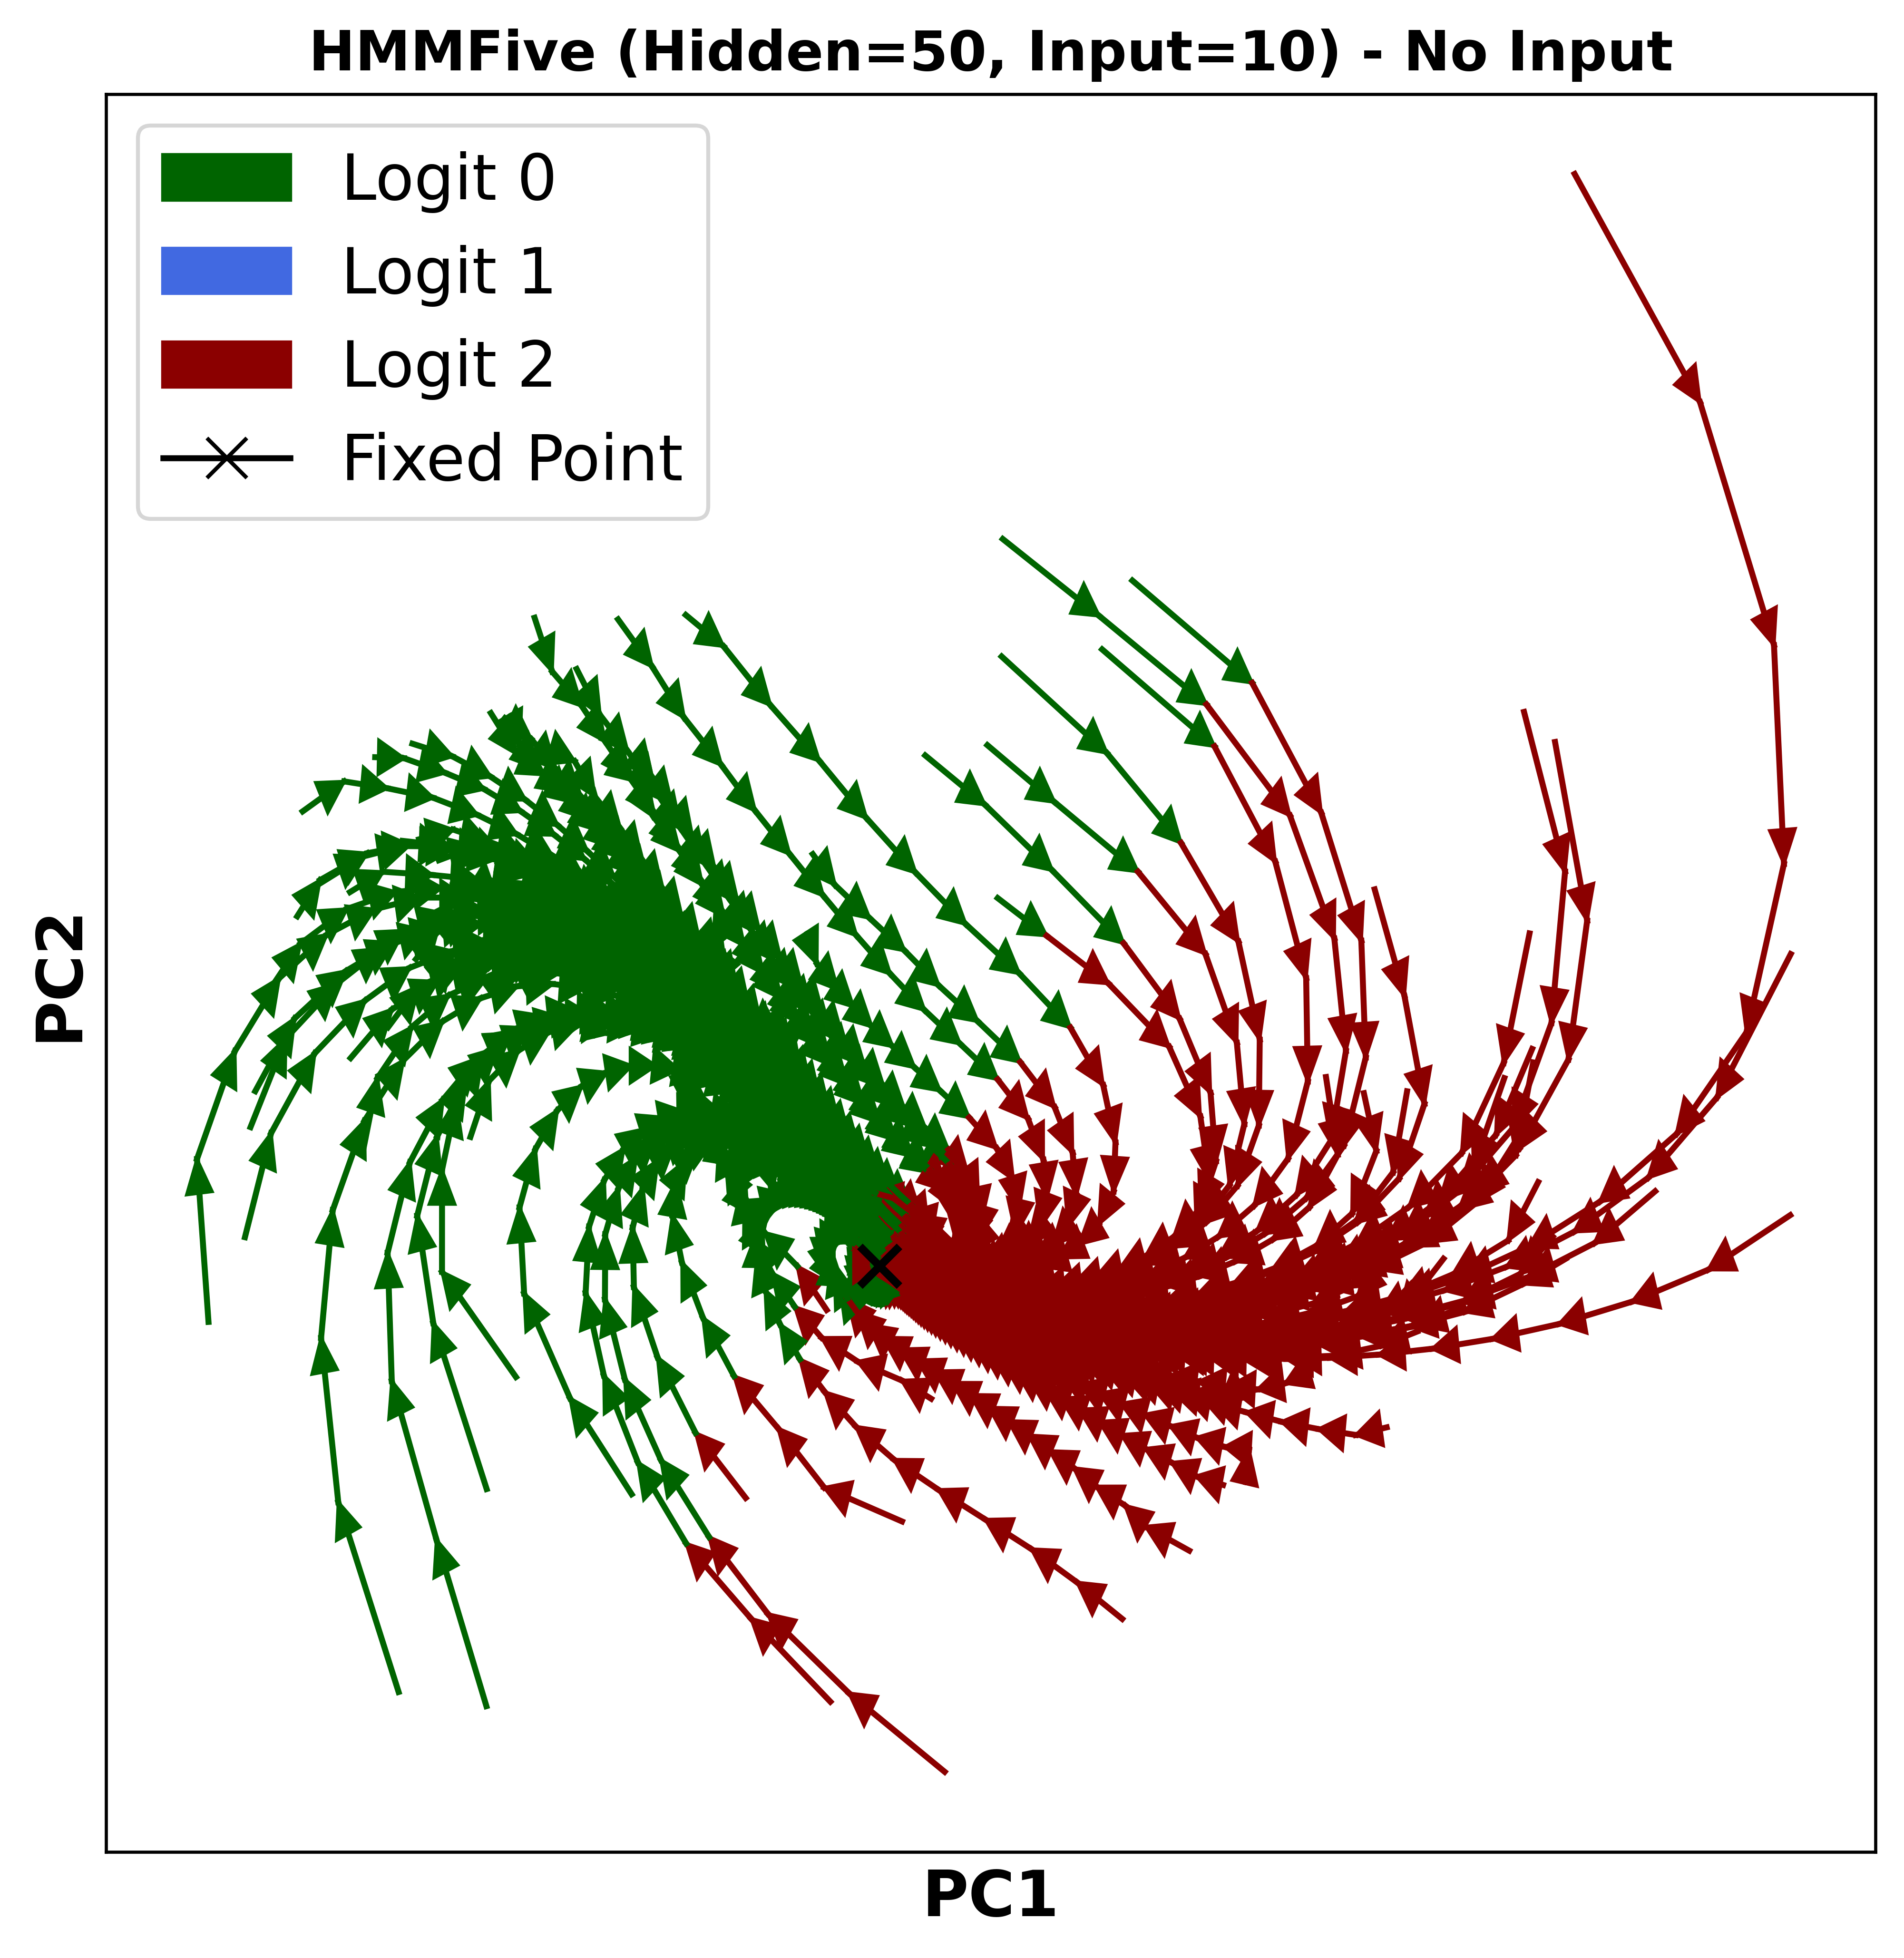 HMMFive (Hidden=50, Input=10) - No Input
Logit 0
Logit 1
Logit 2
Fixed Point
PC2
PC1